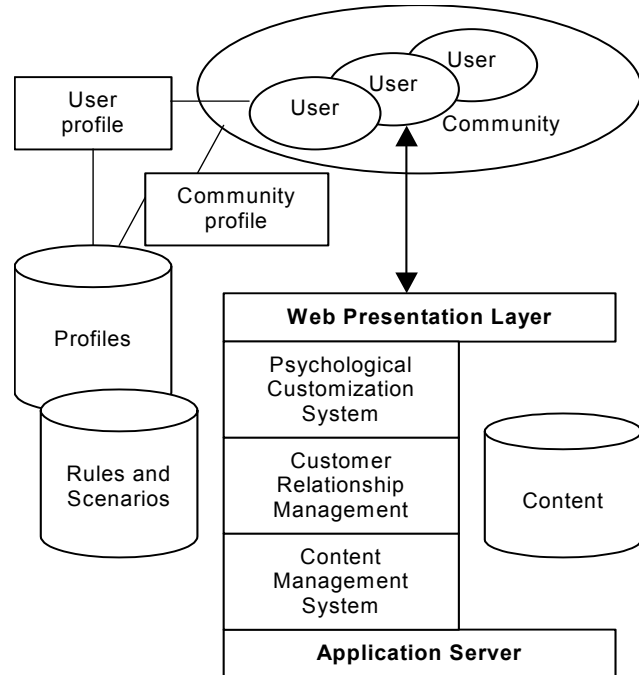 User
User
User
Community
User
profile
Community
profile
Profiles
Rules and
Scenarios
Web Presentation Layer
Psychological
Customization
System
Customer
Relationship
Management
Content
Management
System
Application Server
Content